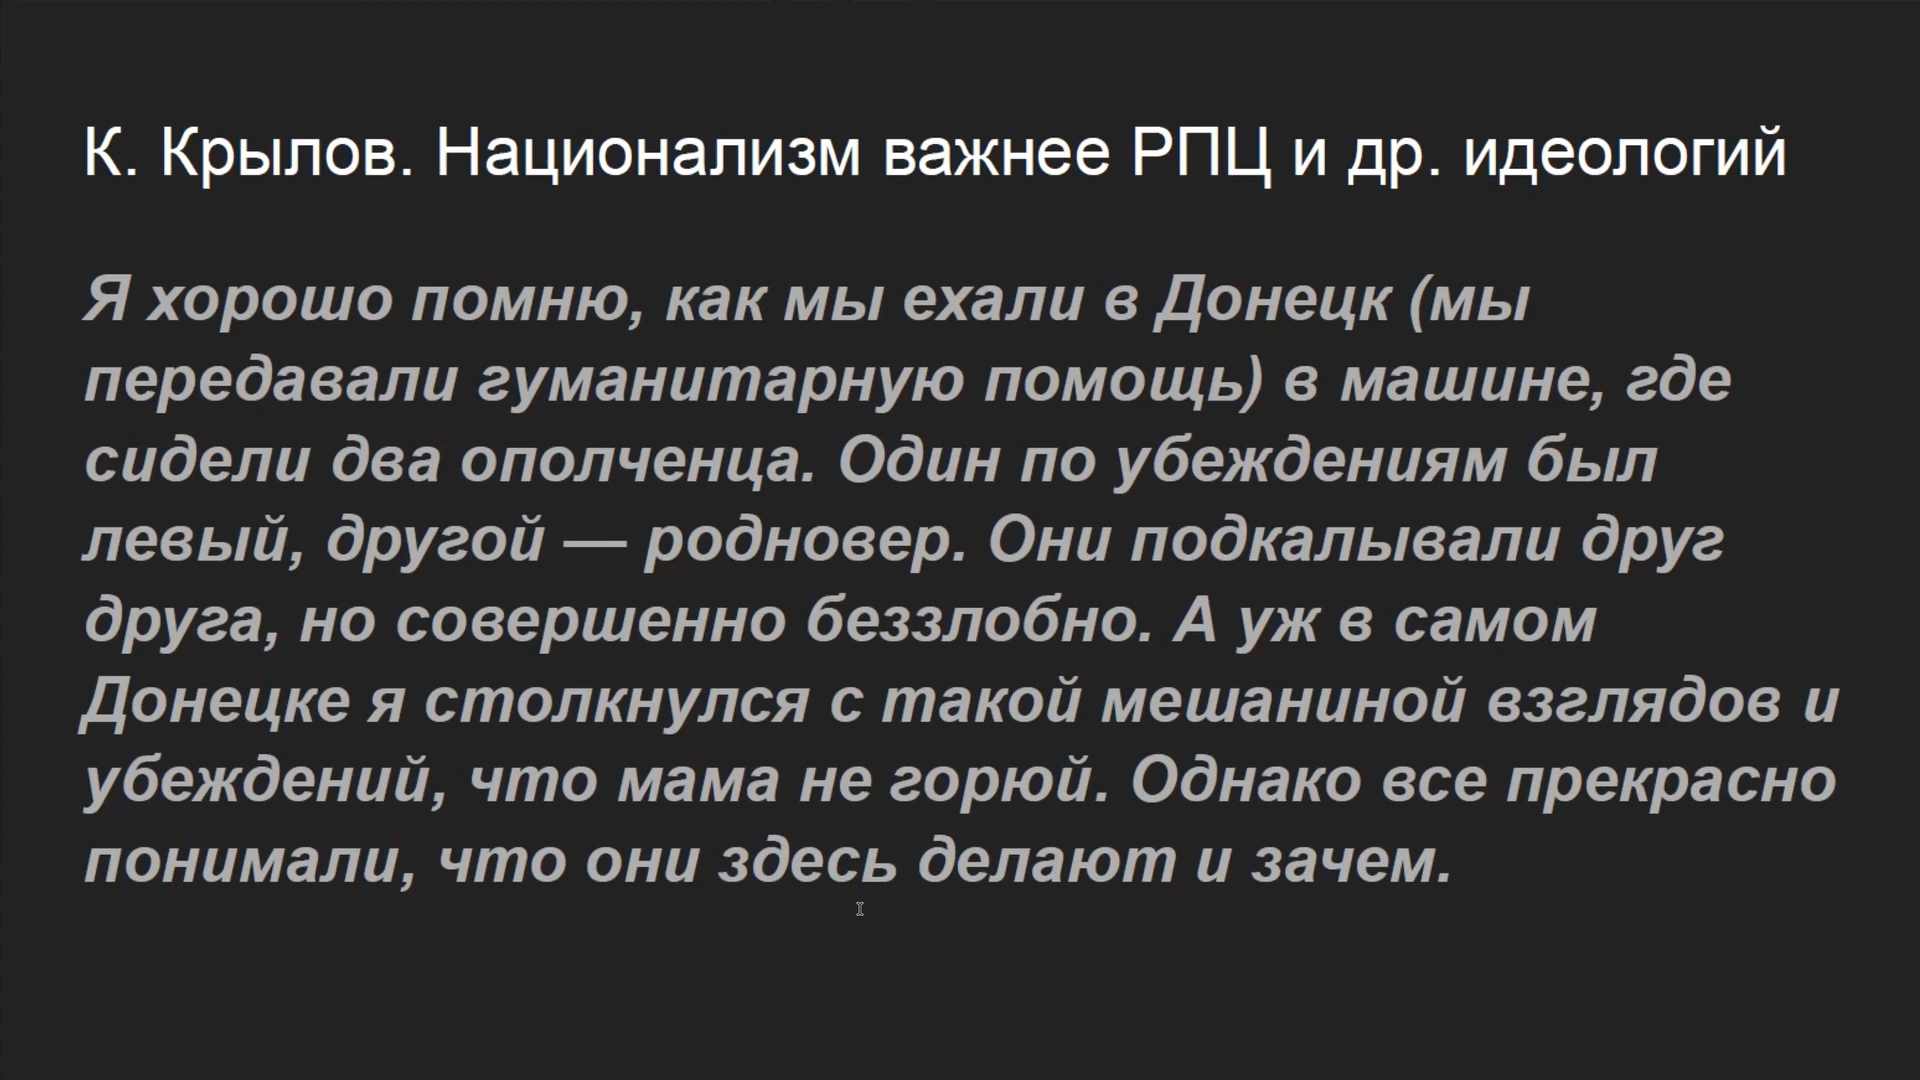 К. Крылов. Национализм важнее РПЦ и др. идеологий
Я хорошо помню, как мы ехали в Донецк (мы
передавали гуманитарную помощь) в машине, где
сидели два ополченца. Один по убеждениям был
левый, другой — родновер. Они подкалывали друг
друга, но совершенно беззлобно. А уж в самом
Донецке я столкнулся с такой мешаниной взглядов и
убеждений, что мама не горюй. Однако все прекрасно
понимали, что они здесь делают и зачем.